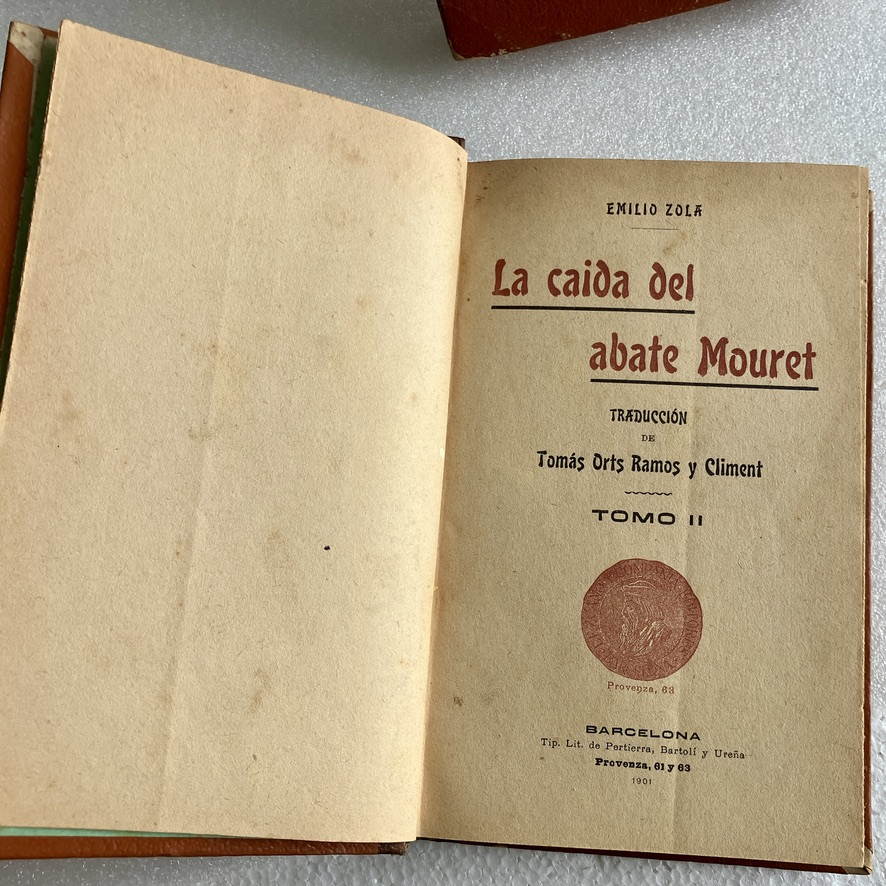 EMILIO ZOLA
La caida del
abate Mouret
TRADUCCIÓN
DE
Tomás Orts Ramos y Climent
TOMO II
Provenza, 63
BARCELONA
Tip. Lit. de Pertierra, Bartolí y Ureña
Provenza, 61 y 63
1901